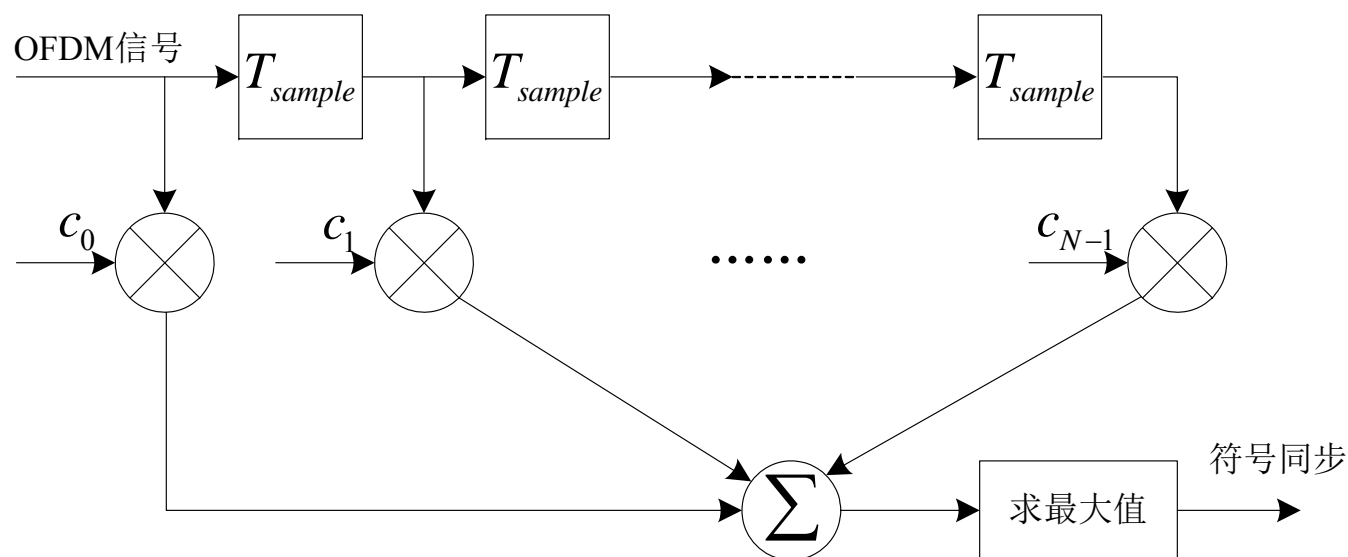 OFDM信号
T_sample
T_sample
T_sample
c_0
c_1
......
c_{N-1}
符号同步
Σ
求最大值